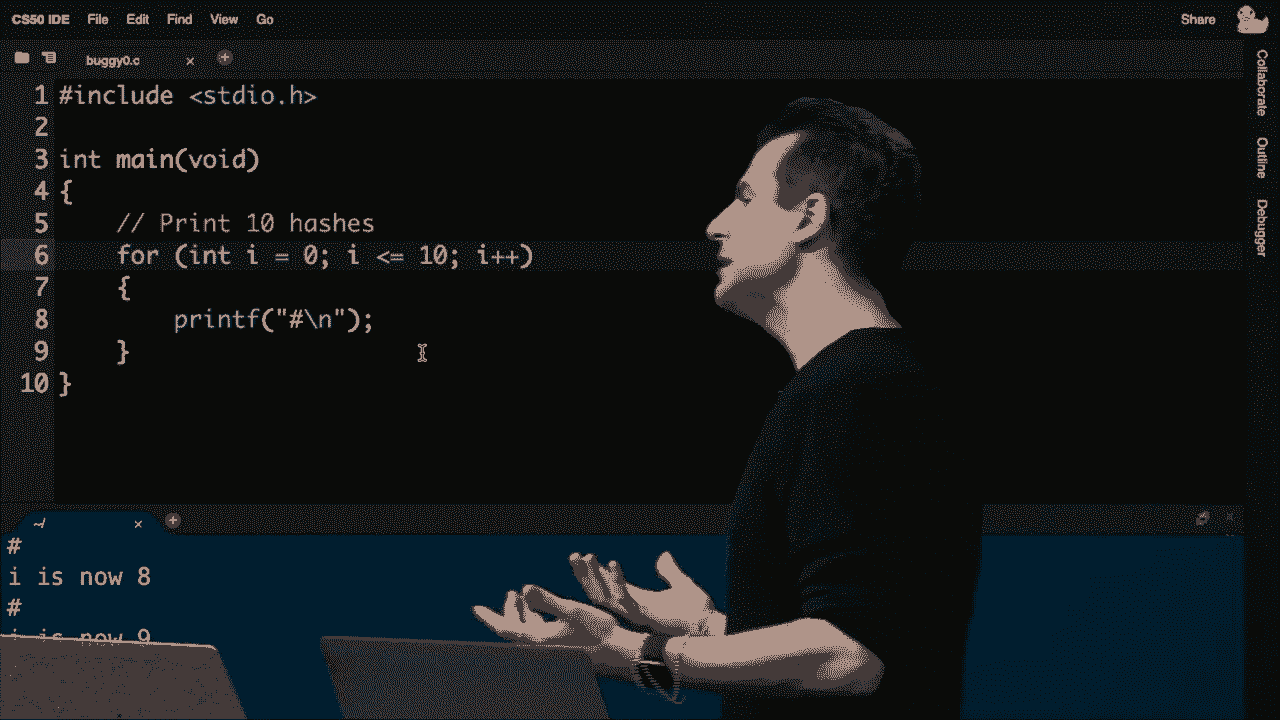 CS50 IDE File Edit Find View Go Share
buggy0.c × +
1 #include <stdio.h>
2
3 int main(void)
4 {
5     // Print 10 hashes
6     for (int i = 0; i <= 10; i++)
7     {
8         printf("#\n");
9     }
10 }
Collaborate
Outline
Debugger
~/ × +
#
i is now 8
#
i is now 9